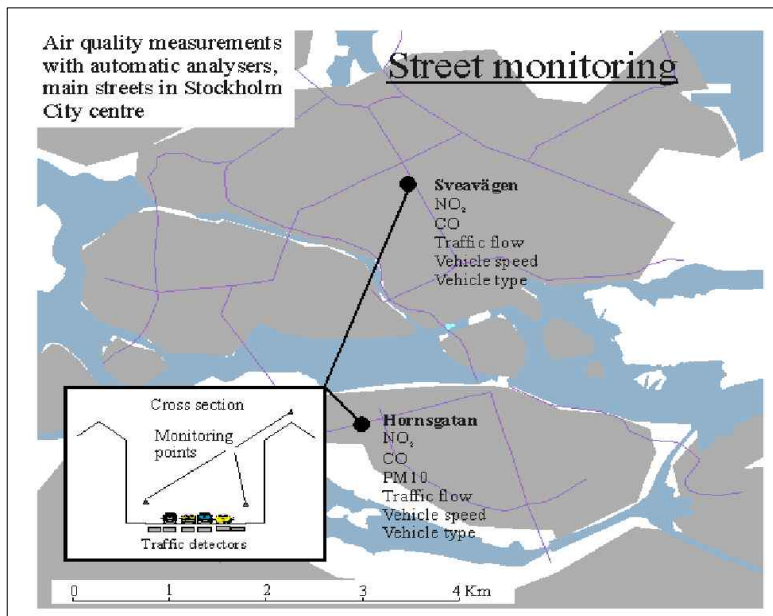 Air quality measurements
with automatic analysers,
main streets in Stockholm
City centre
Street monitoring
Sveavägen
NO₂
CO
Traffic flow
Vehicle speed
Vehicle type
Cross section
Monitoring
points
Traffic detectors
Hornsgatan
NO₂
CO
PM10
Traffic flow
Vehicle speed
Vehicle type
0 1 2 3 4 Km